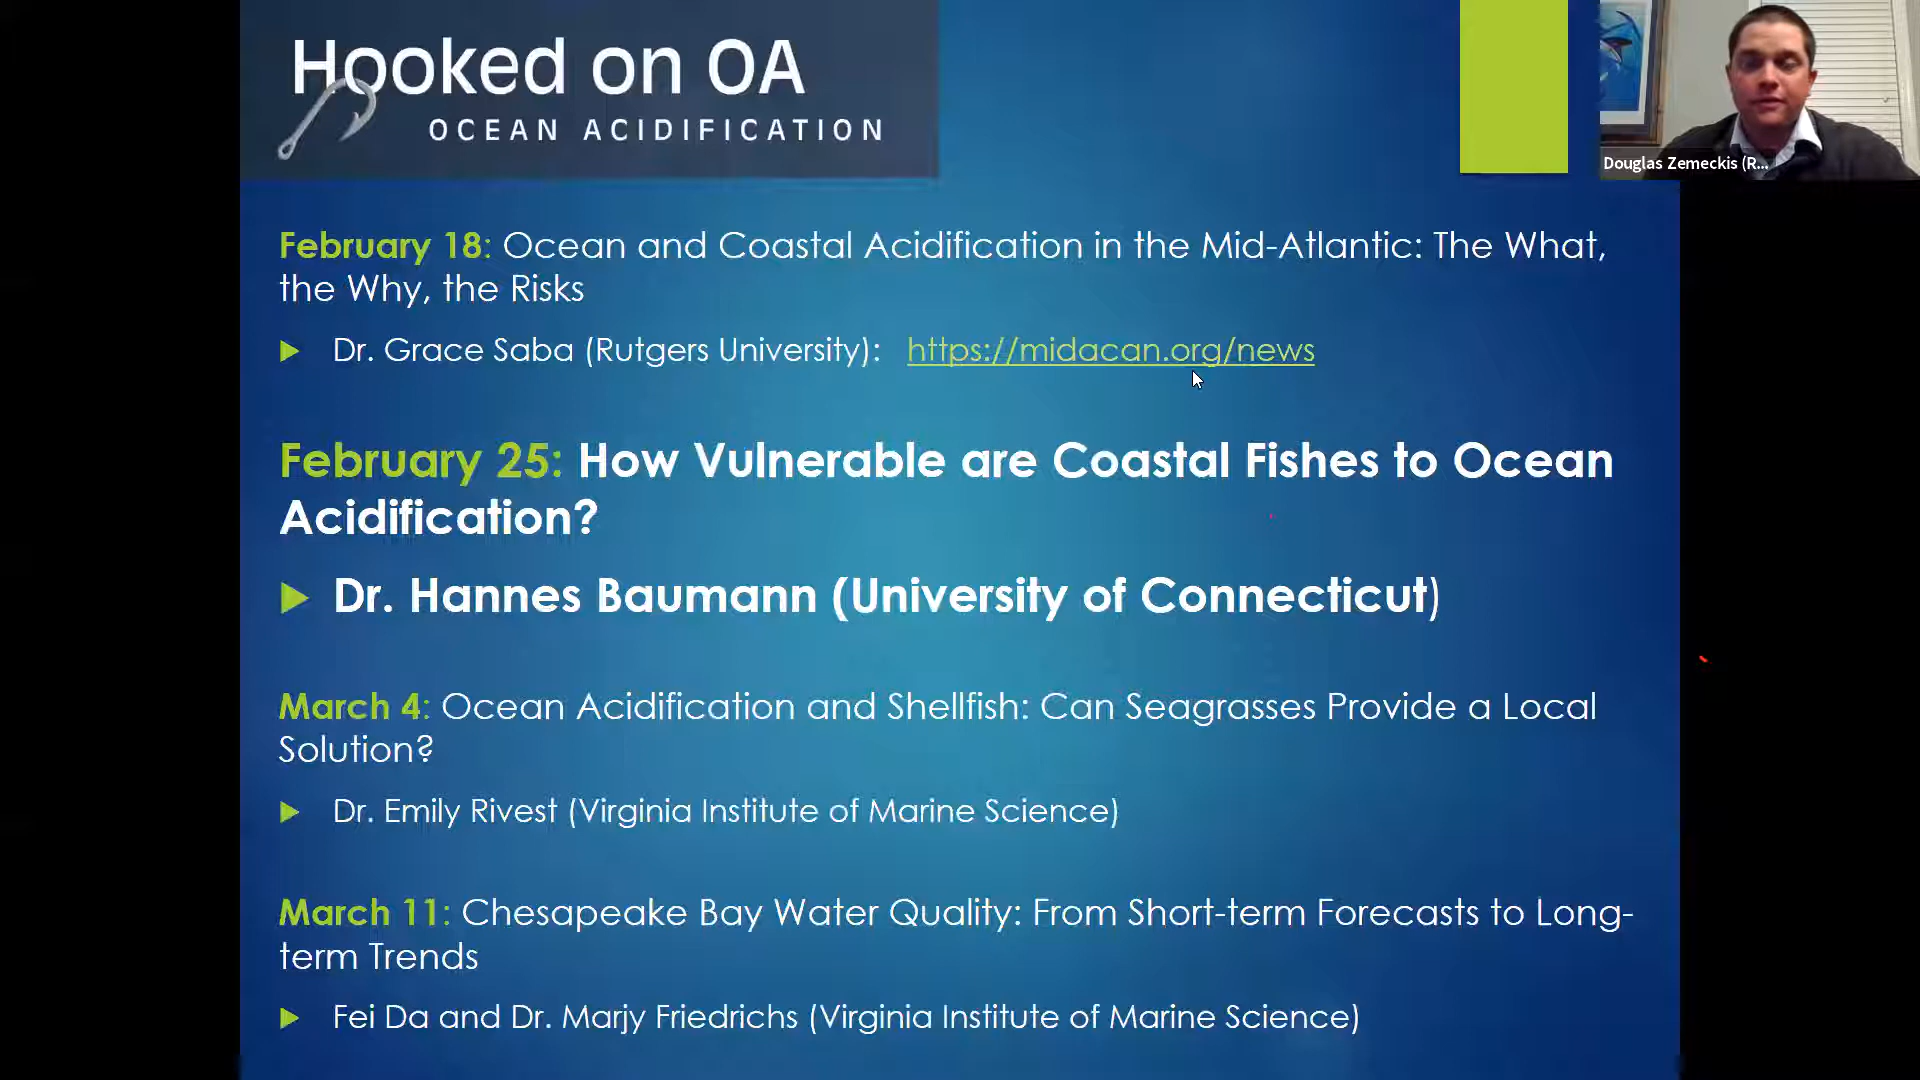 Hooked on OA
OCEAN ACIDIFICATION
Douglas Zemeckis (R...
February 18: Ocean and Coastal Acidification in the Mid-Atlantic: The What,
the Why, the Risks
Dr. Grace Saba (Rutgers University): https://midacan.org/news
February 25: How Vulnerable are Coastal Fishes to Ocean
Acidification?
Dr. Hannes Baumann (University of Connecticut)
March 4: Ocean Acidification and Shellfish: Can Seagrasses Provide a Local
Solution?
Dr. Emily Rivest (Virginia Institute of Marine Science)
March 11: Chesapeake Bay Water Quality: From Short-term Forecasts to Long-
term Trends
Fei Da and Dr. Marjy Friedrichs (Virginia Institute of Marine Science)